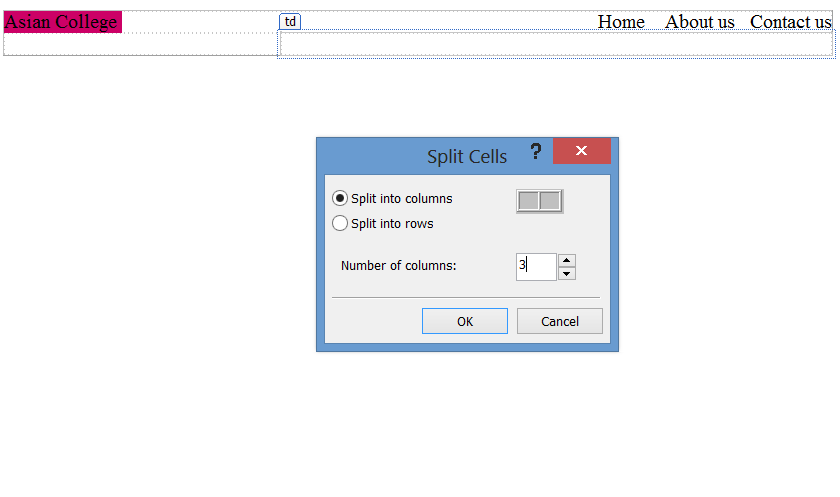 Asian College td Home About us Contact us
Split Cells ? x
Split into columns
Split into rows
Number of columns: 3
OK Cancel